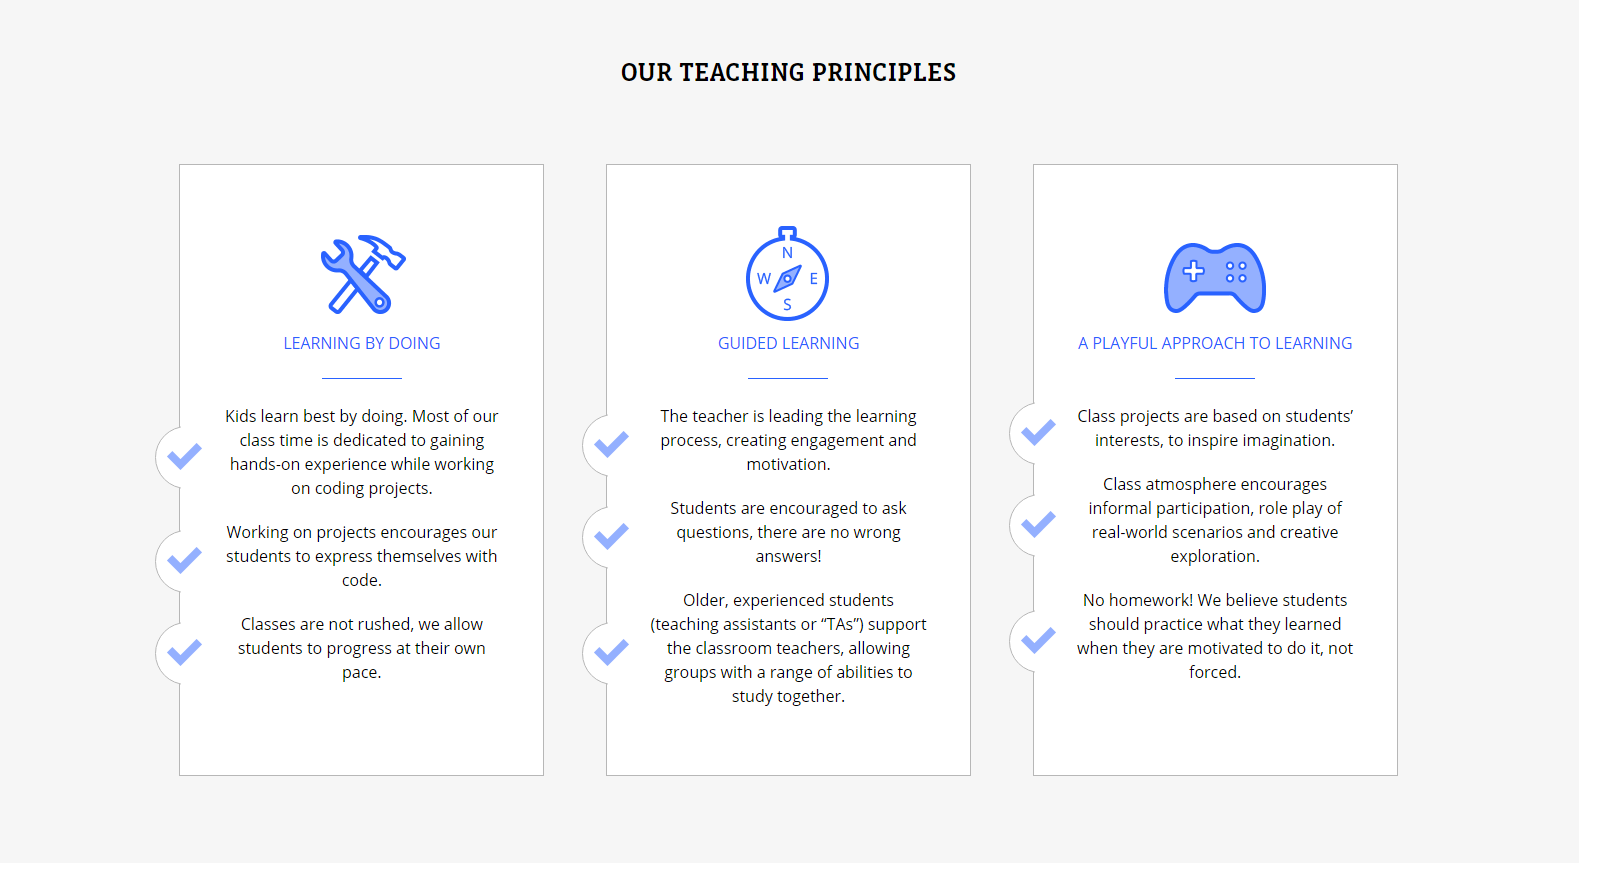 OUR TEACHING PRINCIPLES
N
W E
S
LEARNING BY DOING
Kids learn best by doing. Most of our
class time is dedicated to gaining
hands-on experience while working
on coding projects.
Working on projects encourages our
students to express themselves with
code.
Classes are not rushed, we allow
students to progress at their own
pace.
GUIDED LEARNING
The teacher is leading the learning
process, creating engagement and
motivation.
Students are encouraged to ask
questions, there are no wrong
answers!
Older, experienced students
(teaching assistants or “TAs”) support
the classroom teachers, allowing
groups with a range of abilities to
study together.
A PLAYFUL APPROACH TO LEARNING
Class projects are based on students’
interests, to inspire imagination.
Class atmosphere encourages
informal participation, role play of
real-world scenarios and creative
exploration.
No homework! We believe students
should practice what they learned
when they are motivated to do it, not
forced.